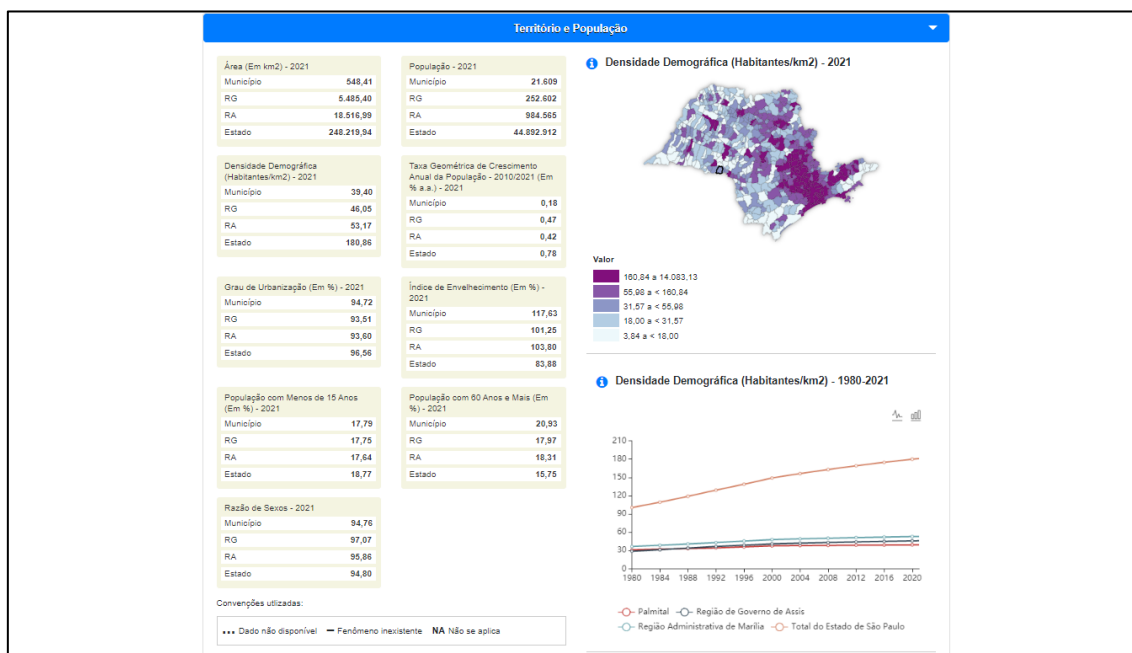 Território e População
Área (Em km2) - 2021
Município 548,41
RG 5.485,40
RA 18.516,99
Estado 248.219,94
População - 2021
Município 21.609
RG 252.602
RA 984.565
Estado 44.892.912
Densidade Demográfica
(Habitantes/km2) - 2021
Município 39,40
RG 46,05
RA 53,17
Estado 180,86
Taxa Geométrica de Crescimento
Anual da População - 2010/2021 (Em
% a.a.) - 2021
Município 0,18
RG 0,47
RA 0,42
Estado 0,78
Grau de Urbanização (Em %) - 2021
Município 94,72
RG 93,51
RA 93,60
Estado 96,56
Índice de Envelhecimento (Em %) -
2021
Município 117,63
RG 101,25
RA 103,80
Estado 83,88
População com Menos de 15 Anos
(Em %) - 2021
Município 17,79
RG 17,75
RA 17,64
Estado 18,77
População com 60 Anos e Mais (Em
%) - 2021
Município 20,93
RG 17,97
RA 18,31
Estado 15,75
Razão de Sexos - 2021
Município 94,76
RG 97,07
RA 95,86
Estado 94,80
Convenções utlizadas:
... Dado não disponível — Fenômeno inexistente NA Não se aplica
Densidade Demográfica (Habitantes/km2) - 2021
Valor
160,84 a 14.083,13
55,98 a < 160,84
31,57 a < 55,98
18,00 a < 31,57
3,84 a < 18,00
Densidade Demográfica (Habitantes/km2) - 1980-2021
210
180
150
120
90
60
30
0
1980 1984 1988 1992 1996 2000 2004 2008 2012 2016 2020
Palmital Região de Governo de Assis
Região Administrativa de Marília Total do Estado de São Paulo